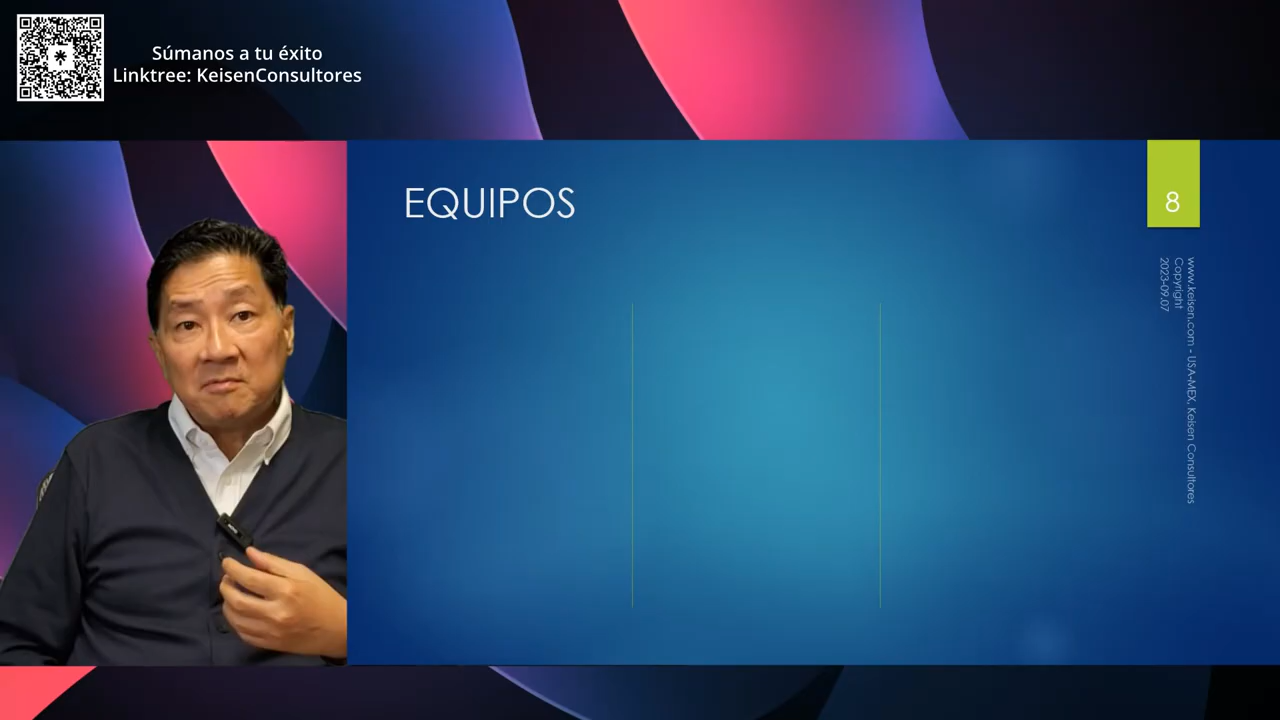 Súmanos a tu éxito
Linktree: KeisenConsultores
EQUIPOS
8
www.keisen.com - USA-MEX, Keisen Consultores
Copyright
2023-09.07